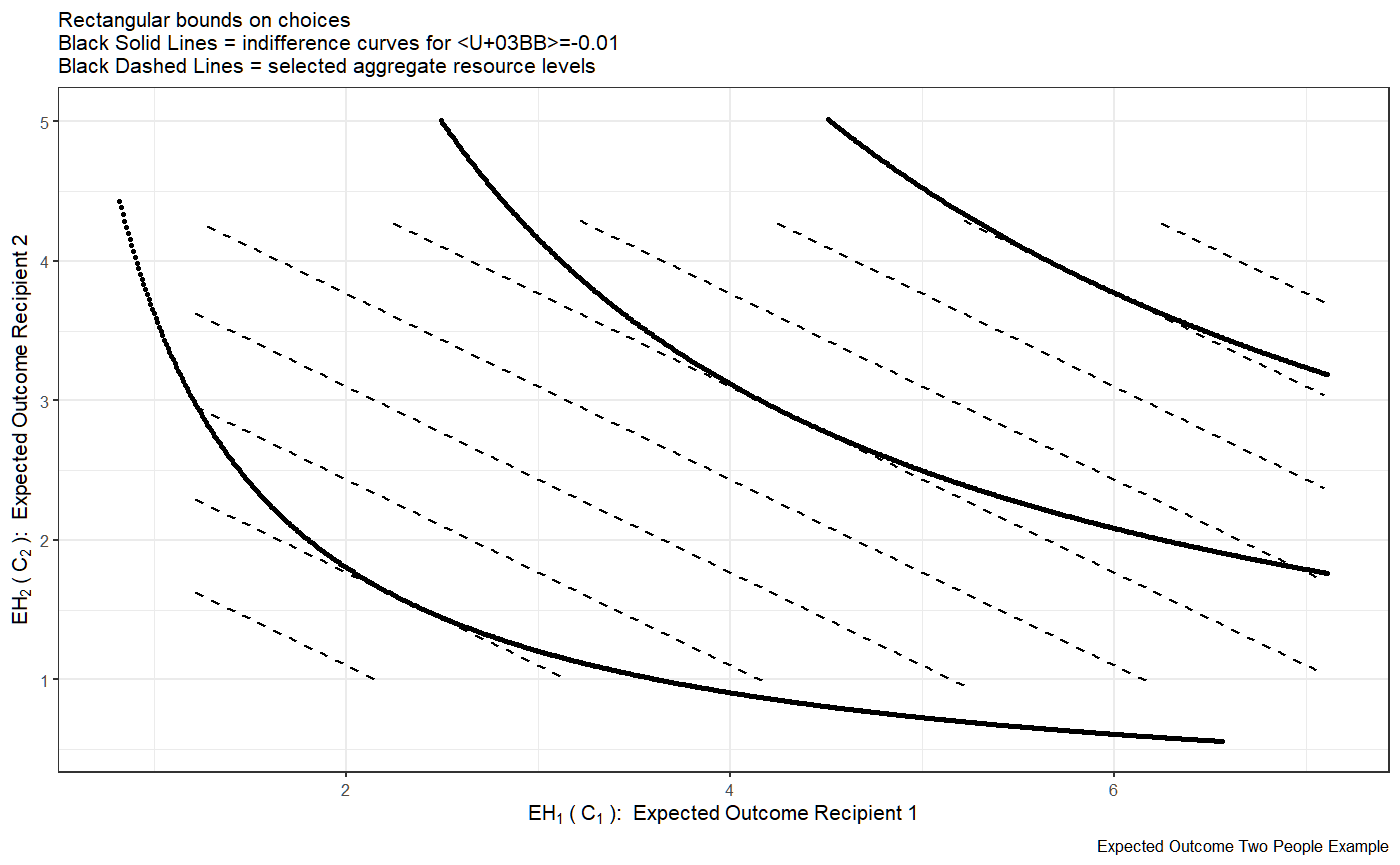 Rectangular bounds on choices
Black Solid Lines = indifference curves for <U+03BB>=-0.01
Black Dashed Lines = selected aggregate resource levels
5
4
3
2
1
EH₂ ( C₂ ):  Expected Outcome Recipient 2
2
4
6
EH₁ ( C₁ ):  Expected Outcome Recipient 1
Expected Outcome Two People Example